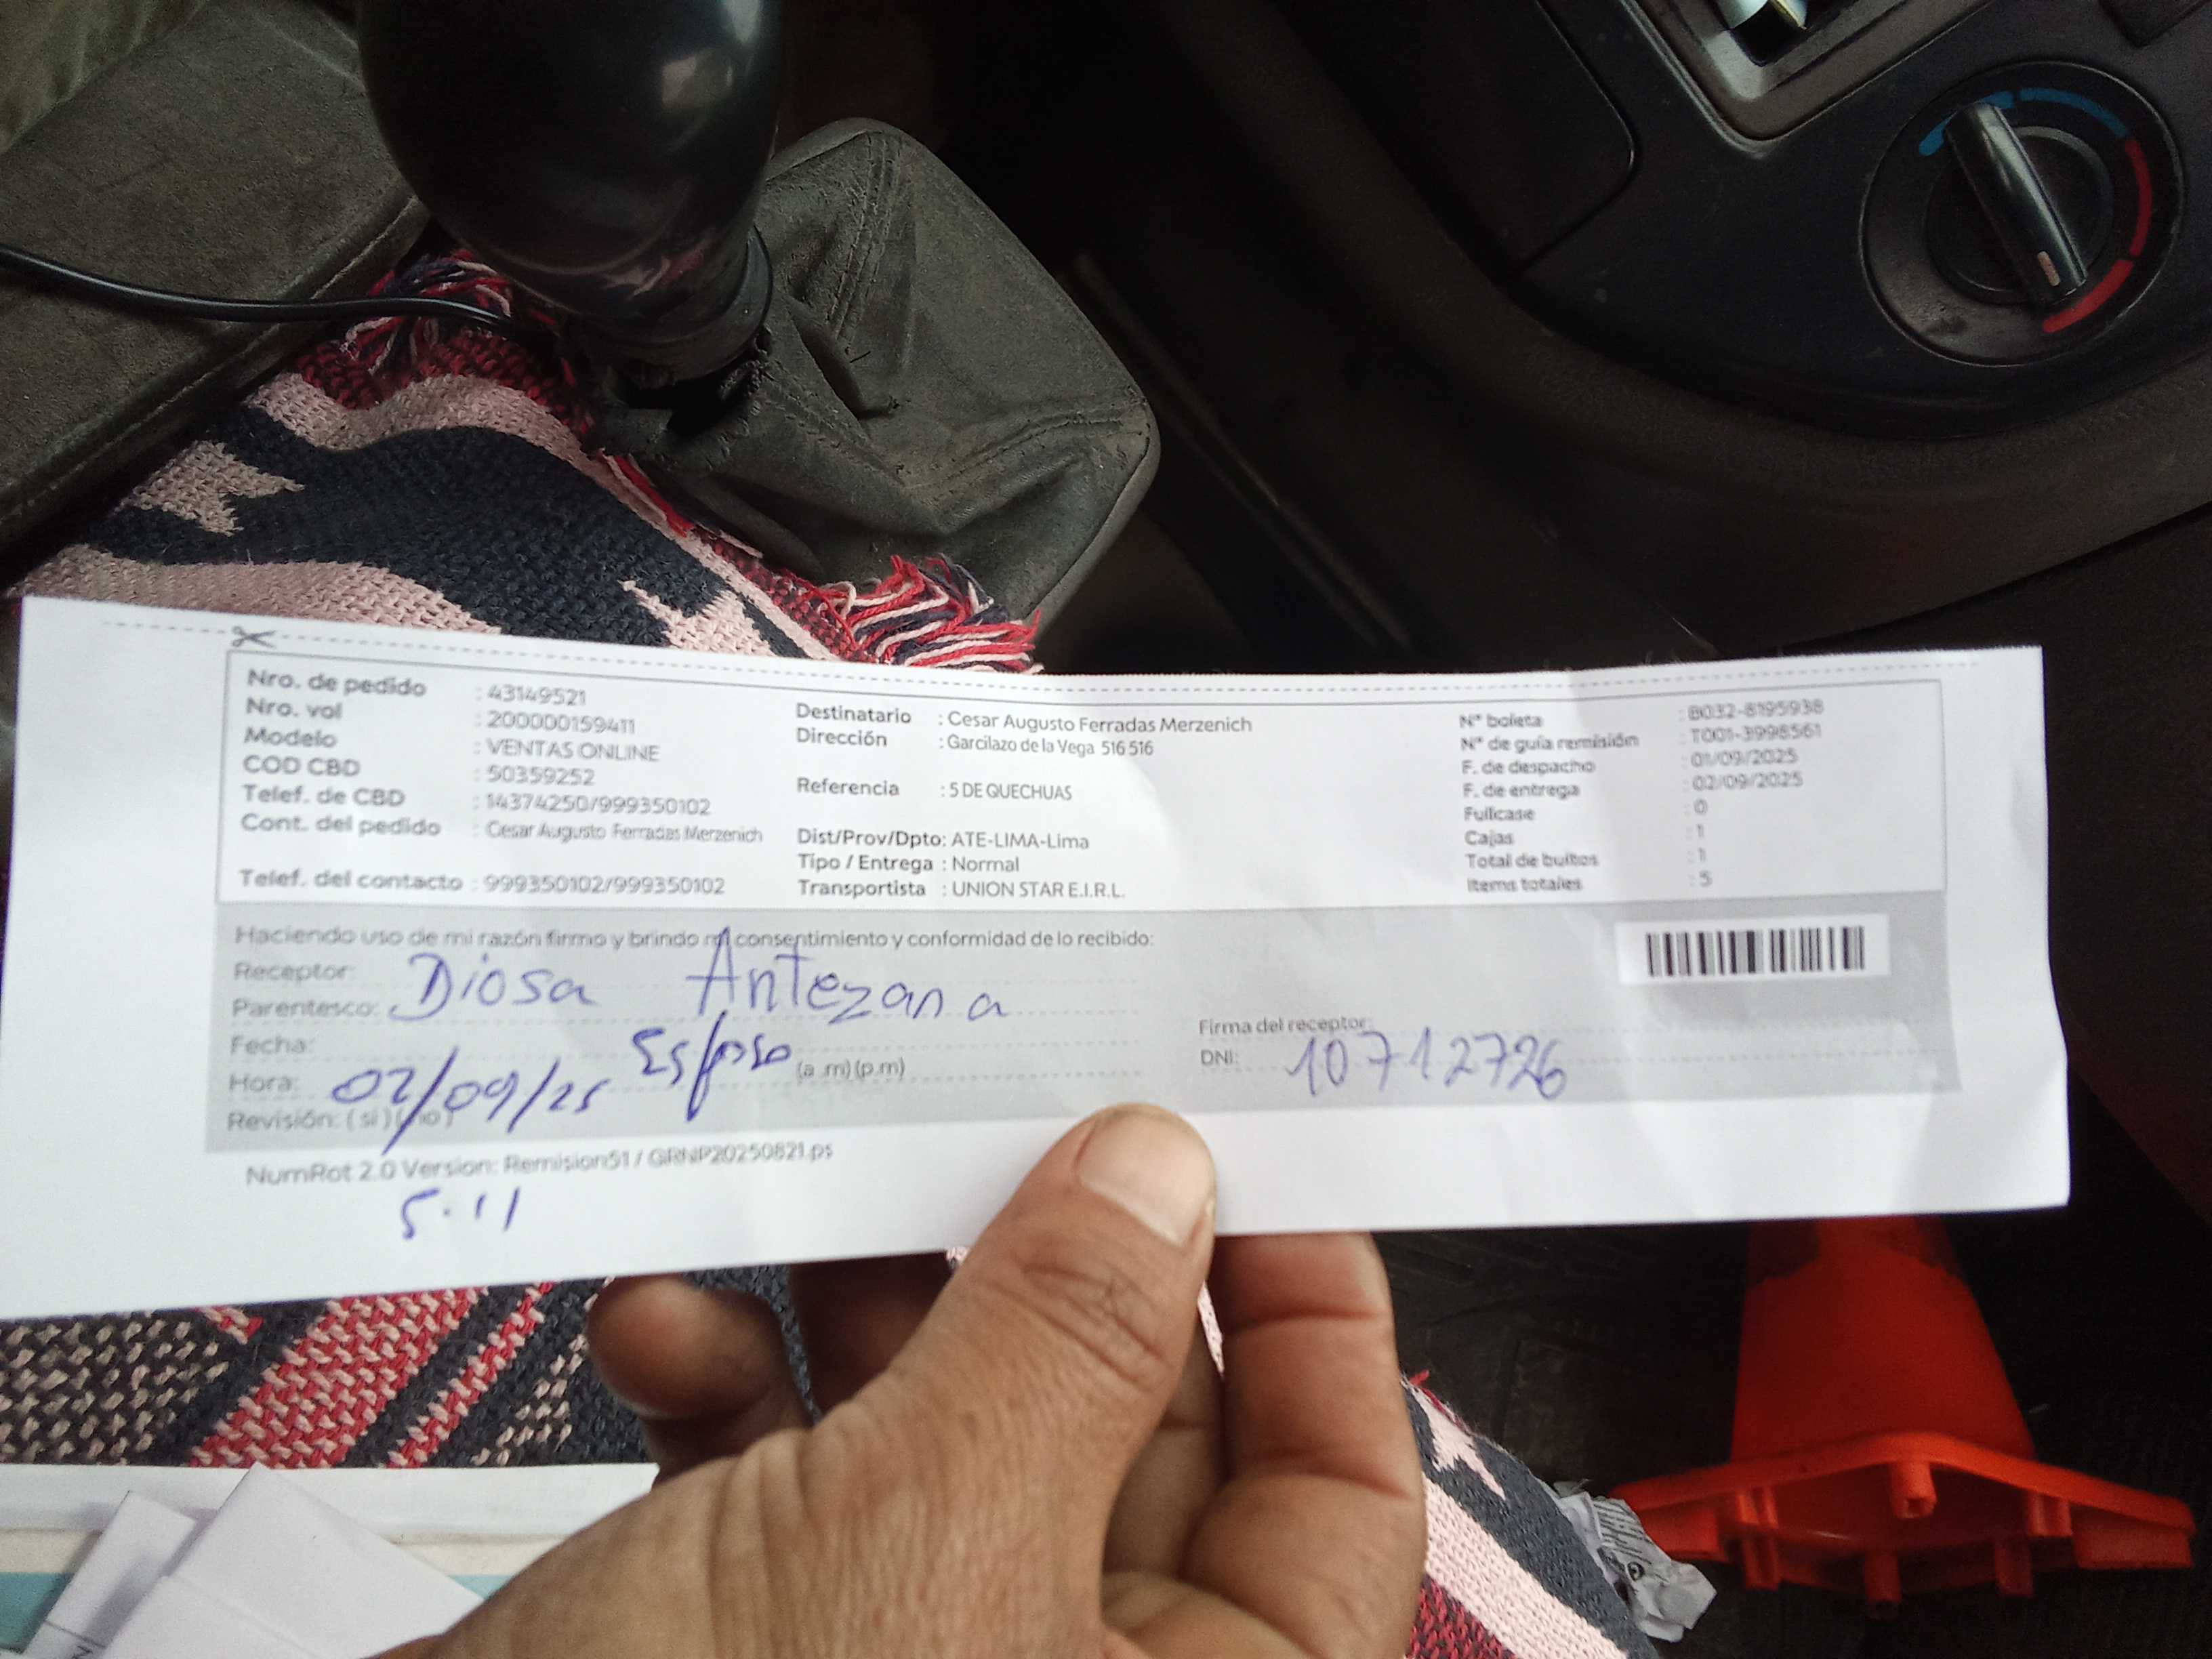 Nro. de pedido : 43149521
Nro. vol : 200000159411
Modelo : VENTAS ONLINE
COD CBD : 50359252
Telef. de CBD : 14374250/999350102
Cont. del pedido : Cesar Augusto Ferradas Merzenich
Telef. del contacto : 999350102/999350102
Destinatario : Cesar Augusto Ferradas Merzenich
Dirección : Garcilazo de la Vega 516 516
Referencia : 5 DE QUECHUAS
Dist/Prov/Dpto: ATE-LIMA-Lima
Tipo / Entrega : Normal
Transportista : UNION STAR E.I.R.L.
N° boleta : B032-8195938
N° de guía remisión : T001-3998561
F. de despacho : 01/09/2025
F. de entrega : 02/09/2025
Fullcase : 0
Cajas : 1
Total de bultos : 1
Items totales : 5
Haciendo uso de mi razón firmo y brindo mi consentimiento y conformidad de lo recibido:
Receptor: Diosa Antezana
Parentesco:
Fecha: Esposo
Hora: 02/09/25 (a .m) (p.m)
Revisión: ( si ) ( no )
Firma del receptor:
DNI: 10712726
NumRot 2.0 Version: Remision51 / GRNP20250821.ps
5.11